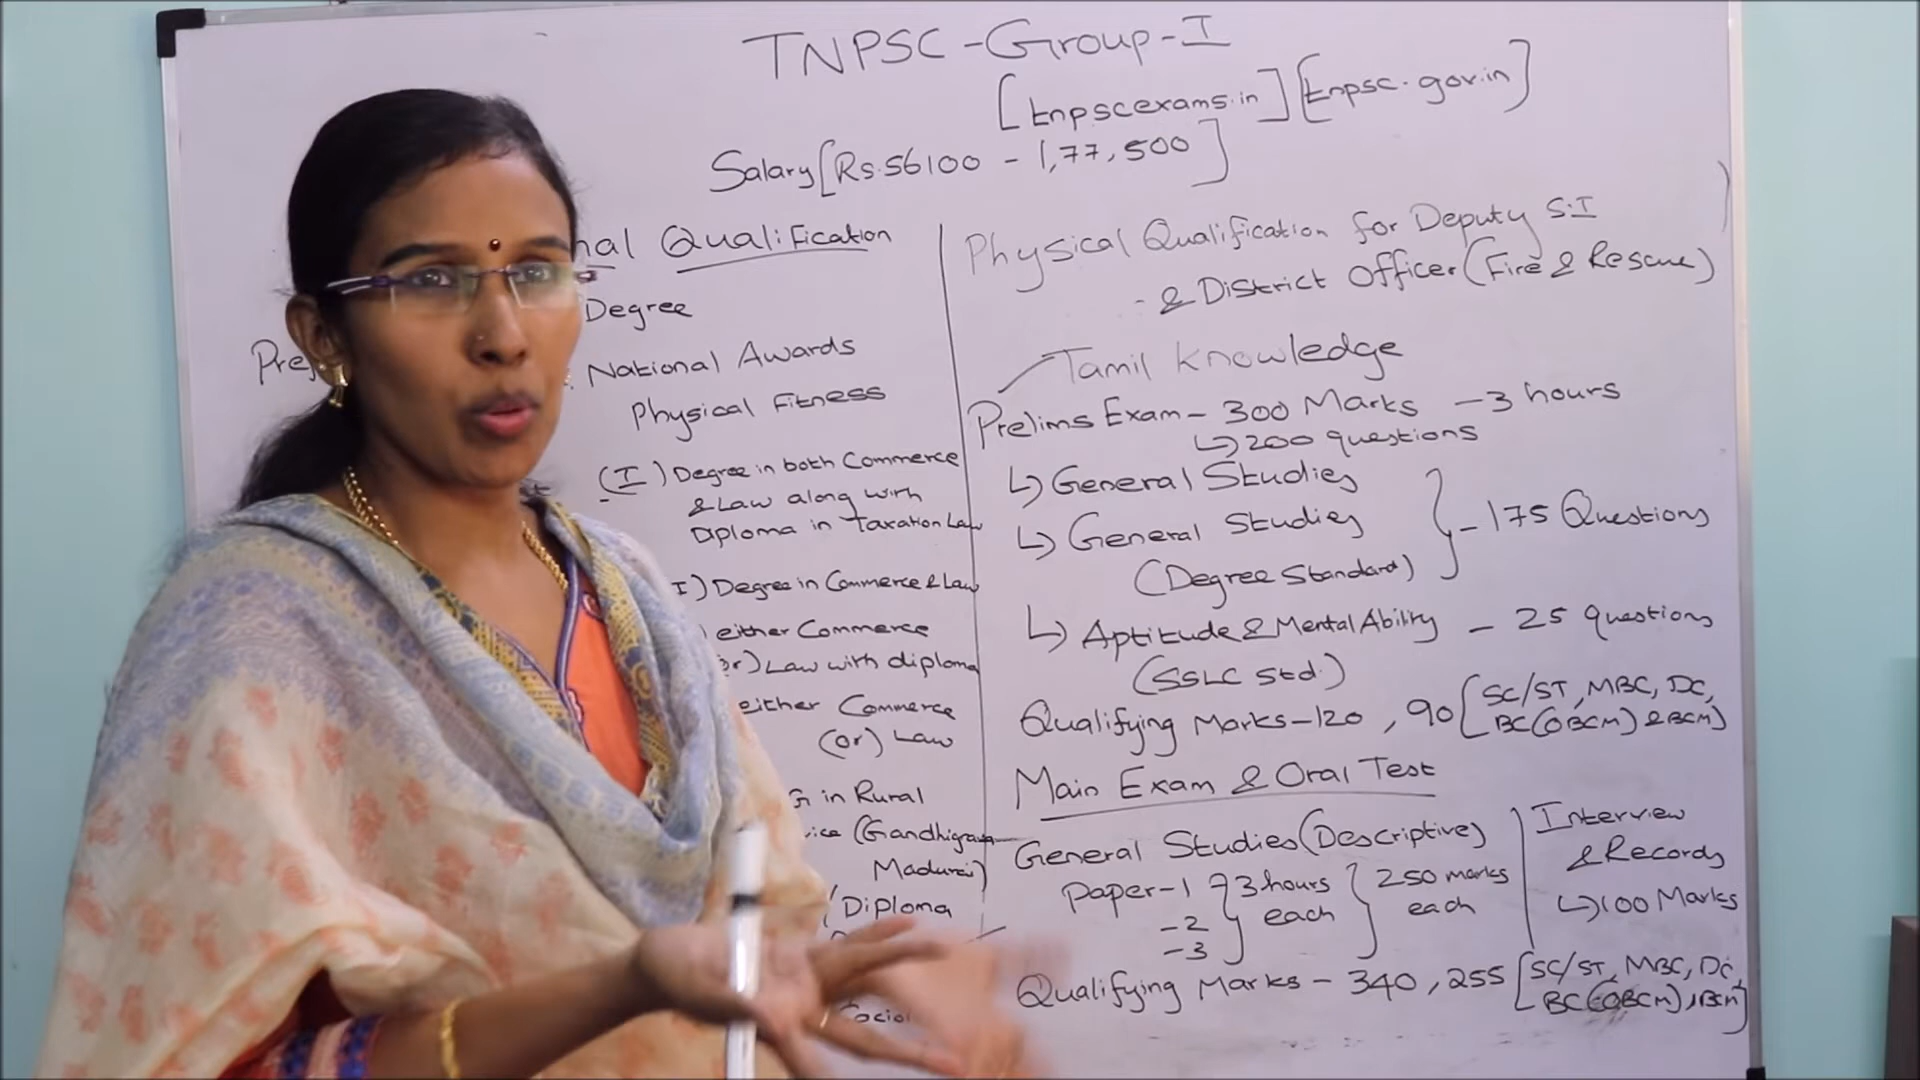 TNPSC-Group-I
[tnpscexams.in] [tnpsc.gov.in]
Salary [Rs.56100 - 1,77,500]
Qualification
Degree
National Awards
Physical Fitness
(I) Degree in both Commerce
& Law along with
Diploma in Taxation Law
I) Degree in Commerce & Law
either Commerce
or) Law with diploma
either Commerce
(or) Law
G in Rural
(Gandhigram
Madurai)
/Diploma
Physical Qualification for Deputy S.I
& District Officer (Fire & Rescue)
Tamil Knowledge
Prelims Exam - 300 Marks - 3 hours
↳ 200 questions
↳ General Studies
↳ General Studies } - 175 Questions
(Degree Standard)
↳ Aptitude & Mental Ability - 25 questions
(SSLC Std.)
Qualifying Marks - 120, 90 [SC/ST, MBC, DC,
BC(OBCM) & BCM]
Main Exam & Oral Test
General Studies (Descriptive)
Paper-1 } 3 hours } 250 marks
-2 each each
-3
Interview
& Records
↳ 100 Marks
Qualifying Marks - 340, 255 [SC/ST, MBC, DC,
BC(OBCM), BCM]